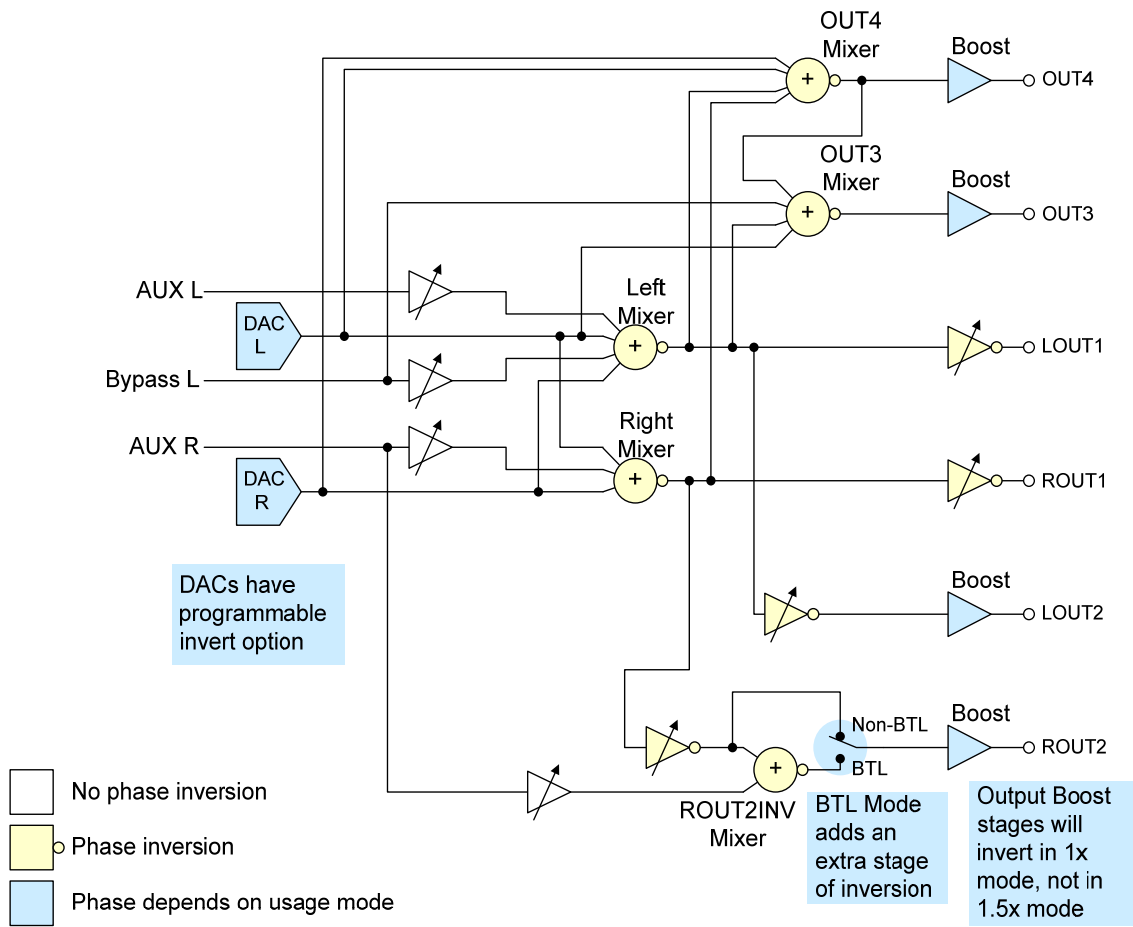 OUT4
Mixer
Boost
+
OUT4
OUT3
Mixer
Boost
+
OUT3
AUX L
Left
Mixer
DAC
L
+
LOUT1
Bypass L
Right
Mixer
AUX R
DAC
R
+
ROUT1
DACs have
programmable
invert option
Boost
LOUT2
Boost
Non-BTL
ROUT2
+
BTL
ROUT2INV
Mixer
BTL Mode
adds an
extra stage
of inversion
Output Boost
stages will
invert in 1x
mode, not in
1.5x mode
No phase inversion
Phase inversion
Phase depends on usage mode